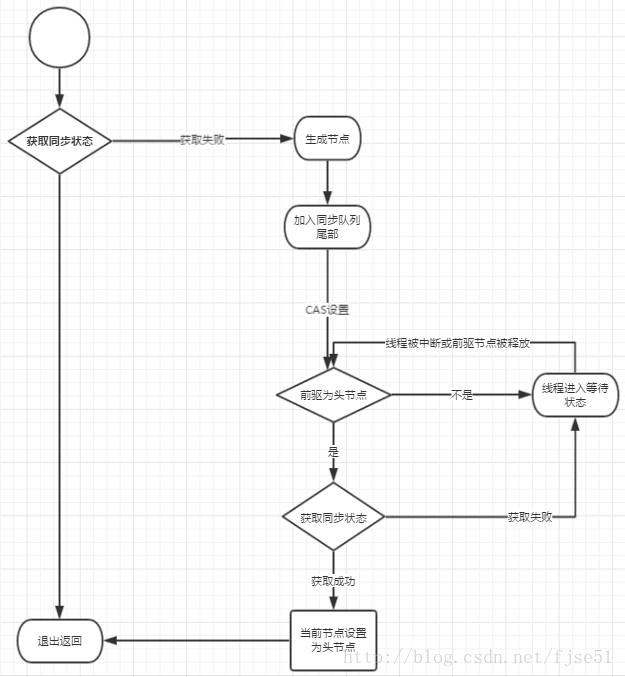 获取同步状态
获取失败
生成节点
加入同步队列
尾部
CAS设置
线程被中断或前驱节点被释放
前驱为头节点
不是
线程进入等待
状态
是
获取同步状态
获取失败
获取成功
当前节点设置
为头节点
退出返回
http://blog.csdn.net/fjse51